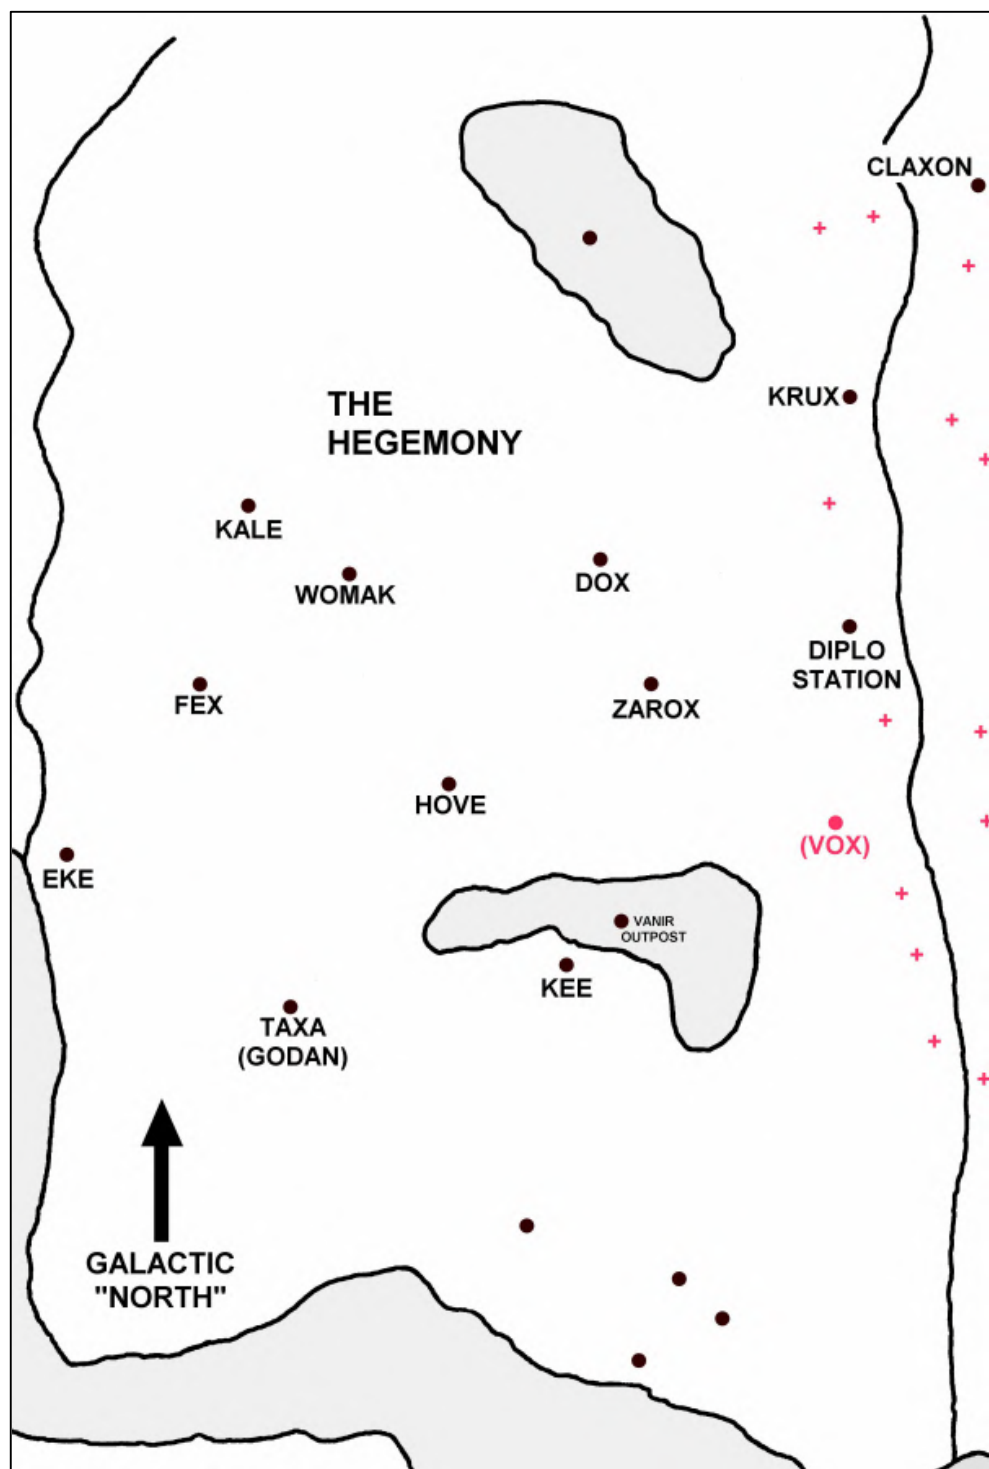 CLAXON
KRUX
THE
HEGEMONY
KALE
WOMAK
DOX
DIPLO
STATION
FEX
ZAROX
HOVE
(VOX)
EKE
VANIR
OUTPOST
KEE
TAXA
(GODAN)
GALACTIC
"NORTH"